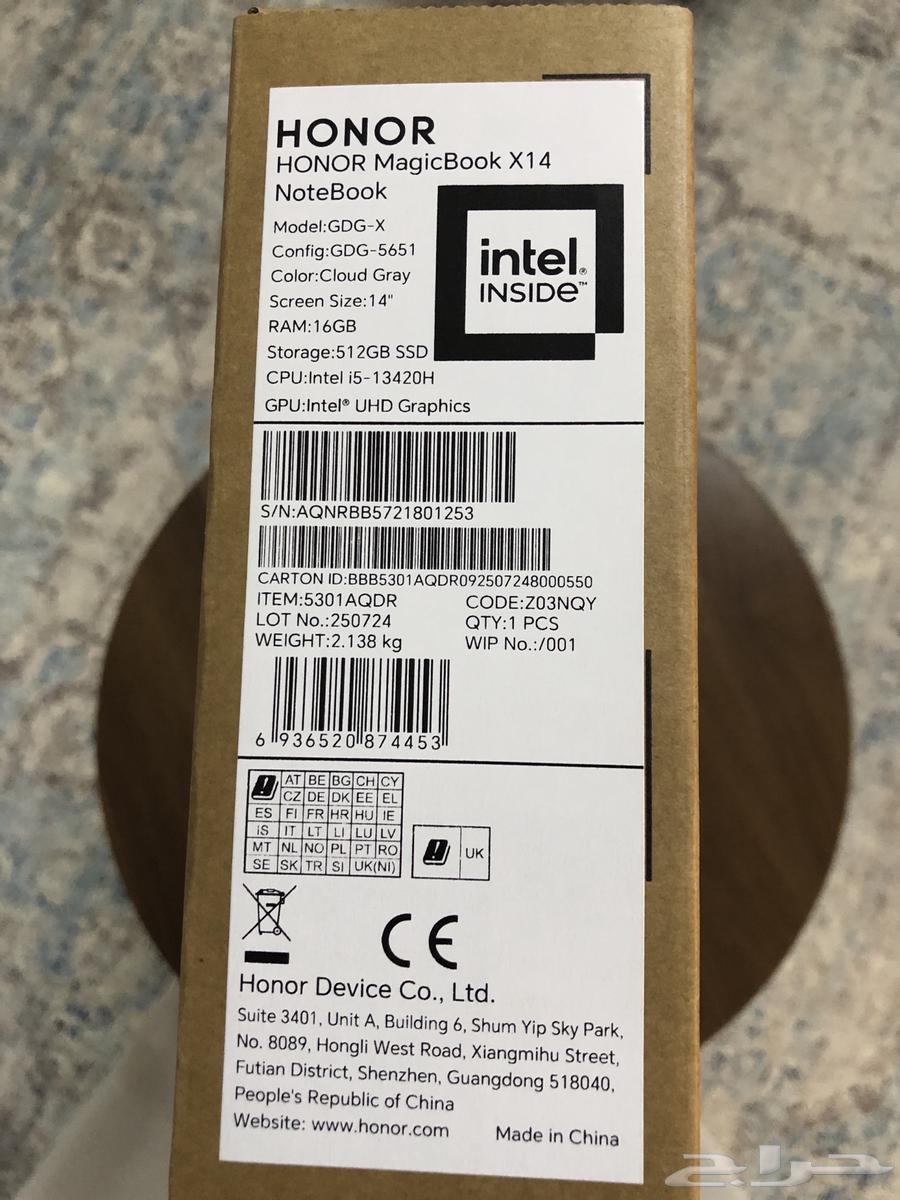 HONOR
HONOR MagicBook X14
NoteBook
Model:GDG-X
Config:GDG-5651
Color:Cloud Gray
Screen Size:14"
RAM:16GB
Storage:512GB SSD
CPU:Intel i5-13420H
GPU:Intel® UHD Graphics
intel®
INSIDE™
S/N:AQNRBB5721801253
CARTON ID:BBB5301AQDR092507248000550
ITEM:5301AQDR CODE:Z03NQY
LOT No.:250724 QTY:1 PCS
WEIGHT:2.138 kg WIP No.:/001
6 936520 874453
AT BE BG CH CY
CZ DE DK EE EL
ES FI FR HR HU IE
iS IT LT LI LU LV
MT NL NO PL PT RO
SE SK TR SI UK(NI)
UK
CE
Honor Device Co., Ltd.
Suite 3401, Unit A, Building 6, Shum Yip Sky Park,
No. 8089, Hongli West Road, Xiangmihu Street,
Futian District, Shenzhen, Guangdong 518040,
People's Republic of China
Website: www.honor.com Made in China
حراج